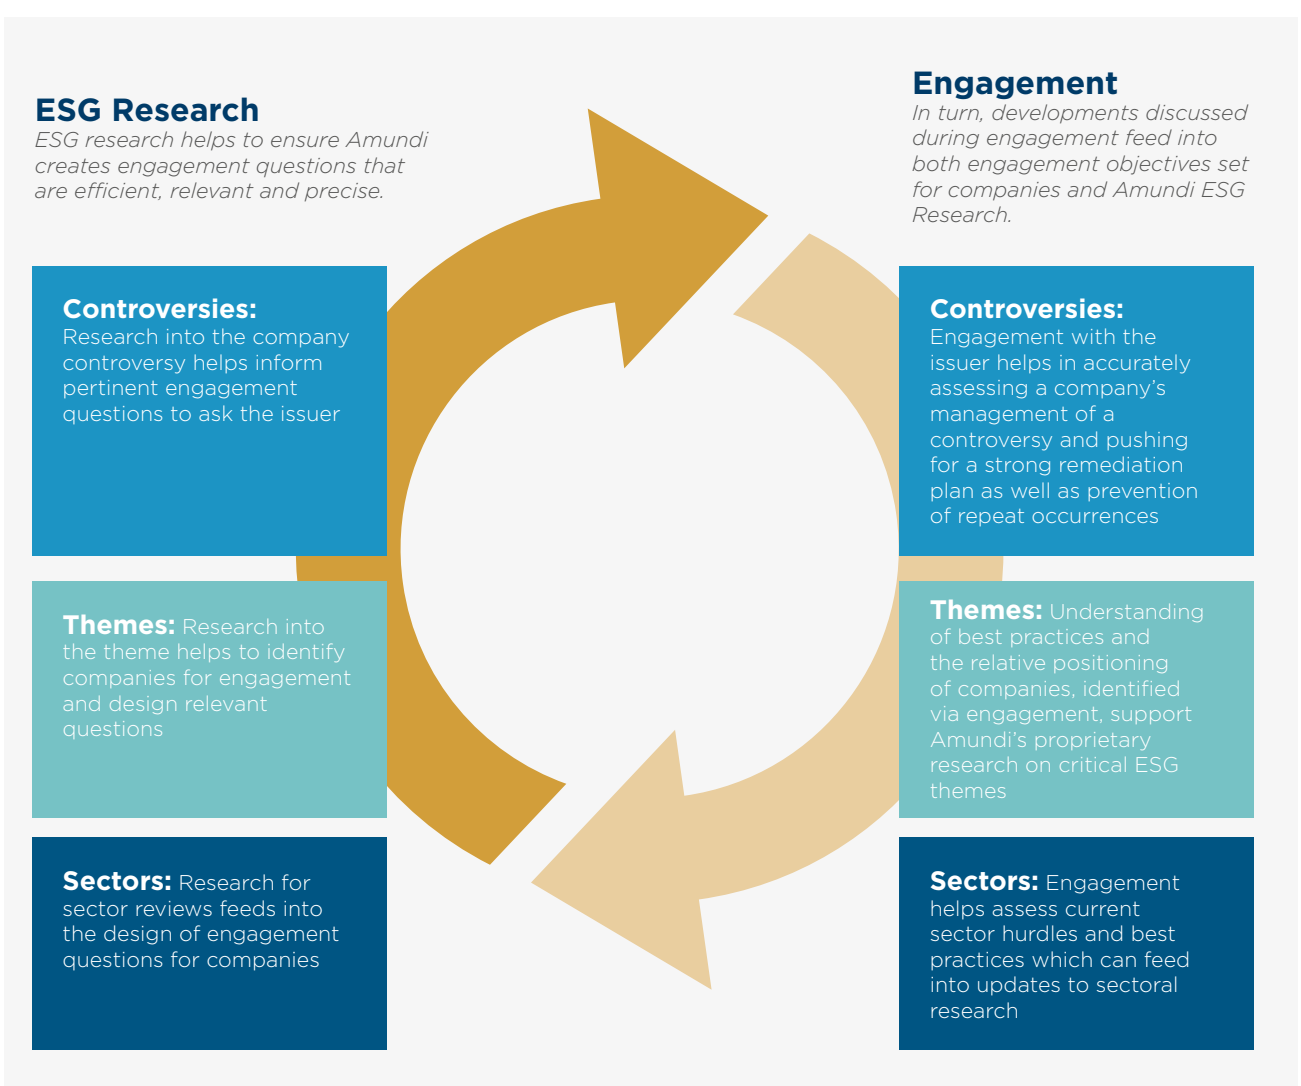 ESG Research
ESG research helps to ensure Amundi
creates engagement questions that
are efficient, relevant and precise.
Controversies:
Research into the company
controversy helps inform
pertinent engagement
questions to ask the issuer
Themes: Research into
the theme helps to identify
companies for engagement
and design relevant
questions
Sectors: Research for
sector reviews feeds into
the design of engagement
questions for companies
Engagement
In turn, developments discussed
during engagement feed into
both engagement objectives set
for companies and Amundi ESG
Research.
Controversies:
Engagement with the
issuer helps in accurately
assessing a company’s
management of a
controversy and pushing
for a strong remediation
plan as well as prevention
of repeat occurrences
Themes: Understanding
of best practices and
the relative positioning
of companies, identified
via engagement, support
Amundi’s proprietary
research on critical ESG
themes
Sectors: Engagement
helps assess current
sector hurdles and best
practices which can feed
into updates to sectoral
research